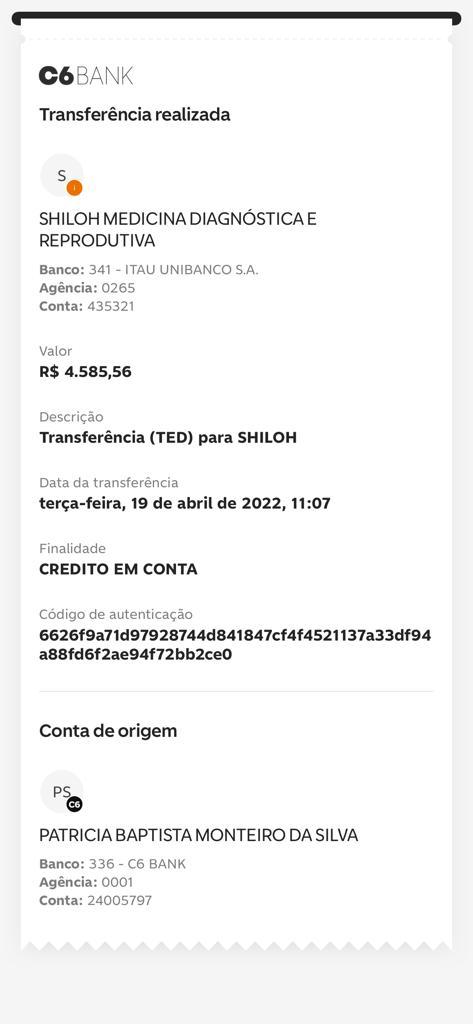 C6BANK
Transferência realizada
S
SHILOH MEDICINA DIAGNÓSTICA E
REPRODUTIVA
Banco: 341 - ITAU UNIBANCO S.A.
Agência: 0265
Conta: 435321
Valor
R$ 4.585,56
Descrição
Transferência (TED) para SHILOH
Data da transferência
terça-feira, 19 de abril de 2022, 11:07
Finalidade
CREDITO EM CONTA
Código de autenticação
6626f9a71d97928744d841847cf4f4521137a33df94
a88fd6f2ae94f72bb2ce0
Conta de origem
PS
C6
PATRICIA BAPTISTA MONTEIRO DA SILVA
Banco: 336 - C6 BANK
Agência: 0001
Conta: 24005797